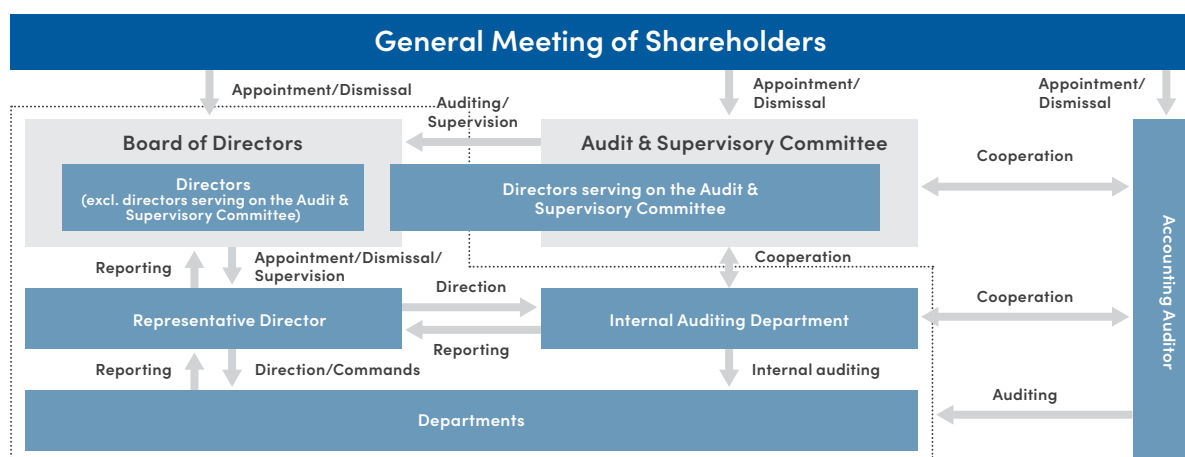 General Meeting of Shareholders
Appointment/Dismissal
Appointment/
Dismissal
Appointment/
Dismissal
Auditing/
Supervision
Board of Directors
Audit & Supervisory Committee
Cooperation
Directors
(excl. directors serving on the Audit &
Supervisory Committee)
Directors serving on the Audit &
Supervisory Committee
Accounting Auditor
Reporting
Appointment/Dismissal/
Supervision
Cooperation
Direction
Representative Director
Internal Auditing Department
Cooperation
Reporting
Reporting
Direction/Commands
Internal auditing
Auditing
Departments